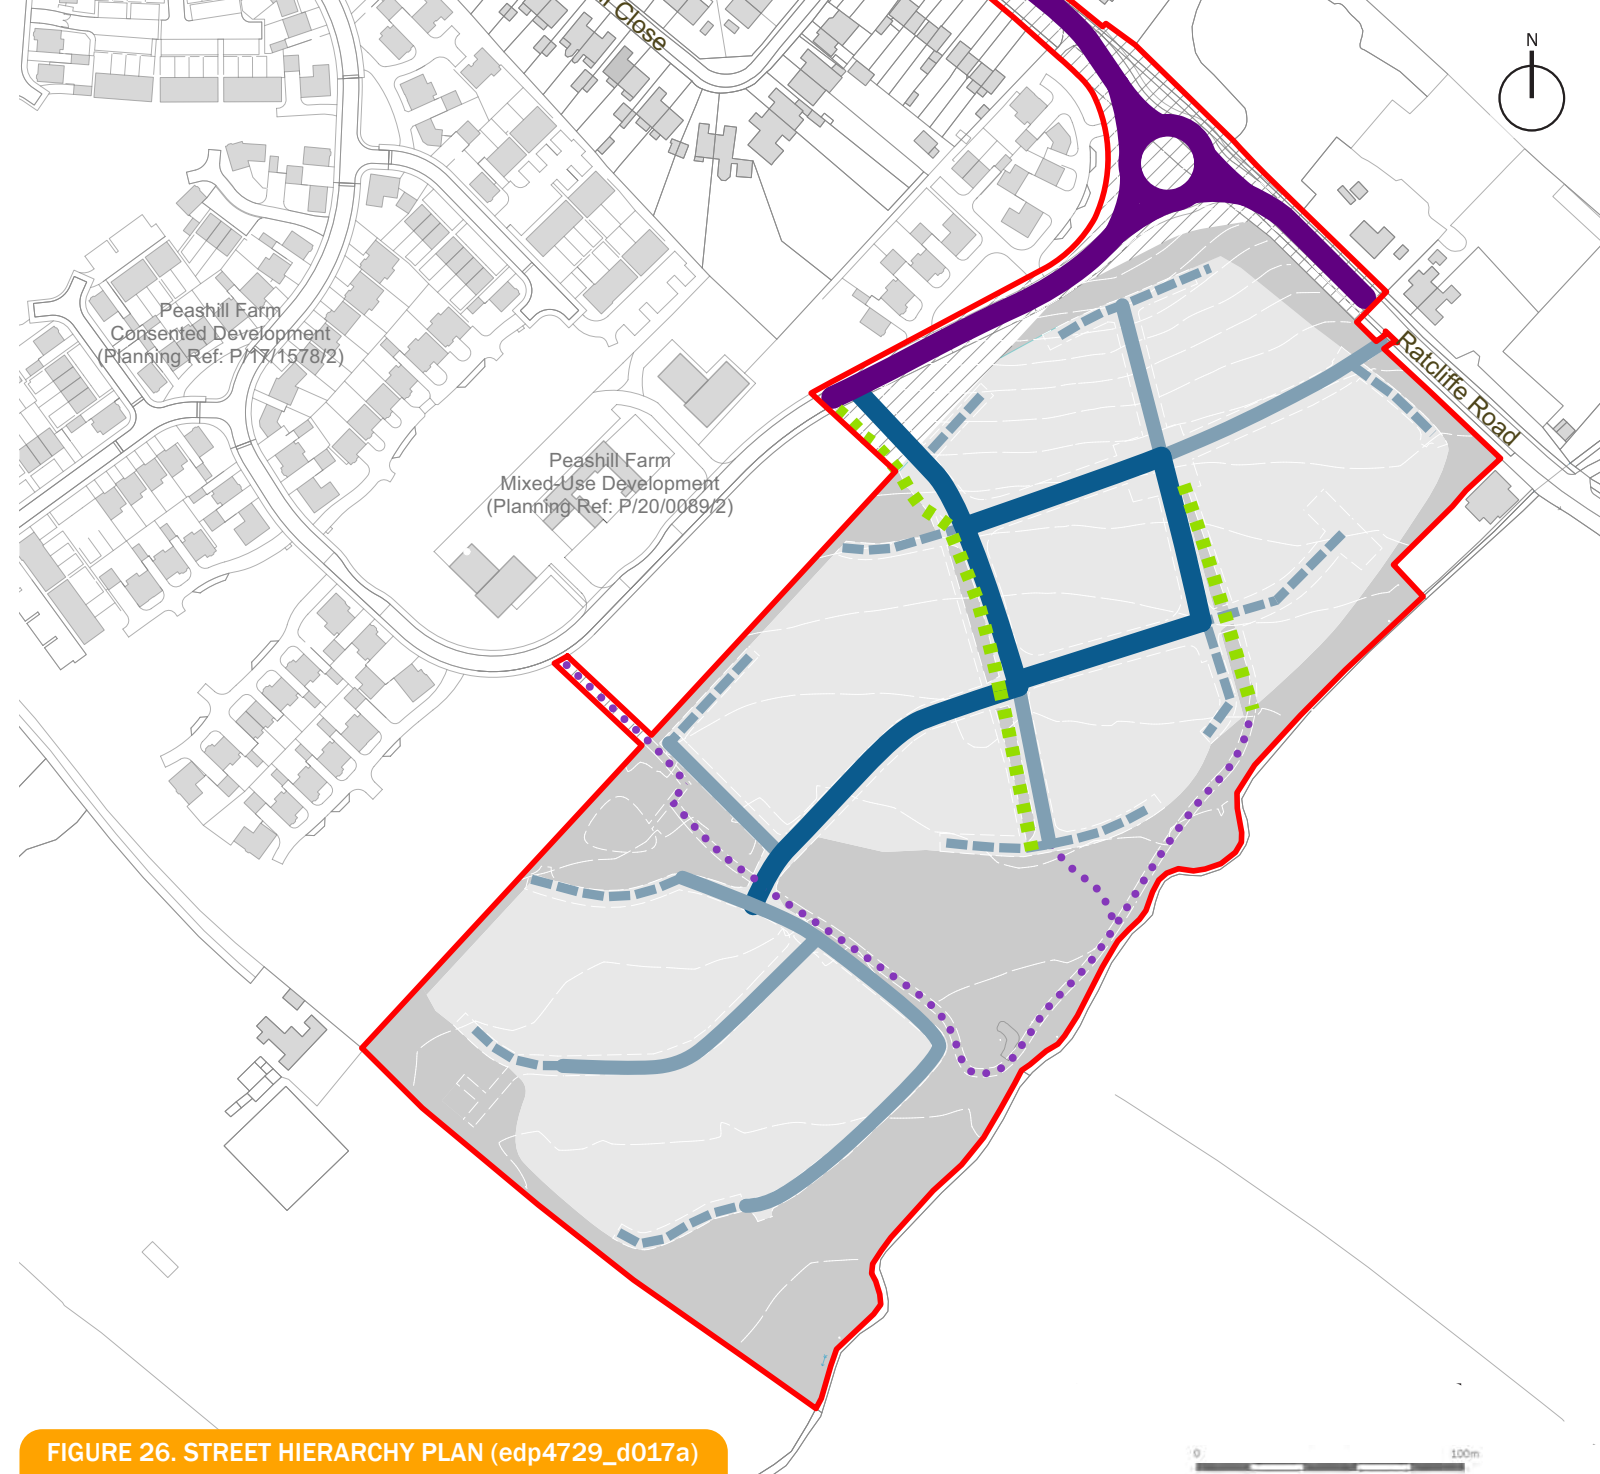 Close
N
Peashill Farm
Consented Development
(Planning Ref: P/17/1578/2)
Ratcliffe Road
Peashill Farm
Mixed-Use Development
(Planning Ref: P/20/0089/2)
FIGURE 26. STREET HIERARCHY PLAN (edp4729_d017a)
0 100m